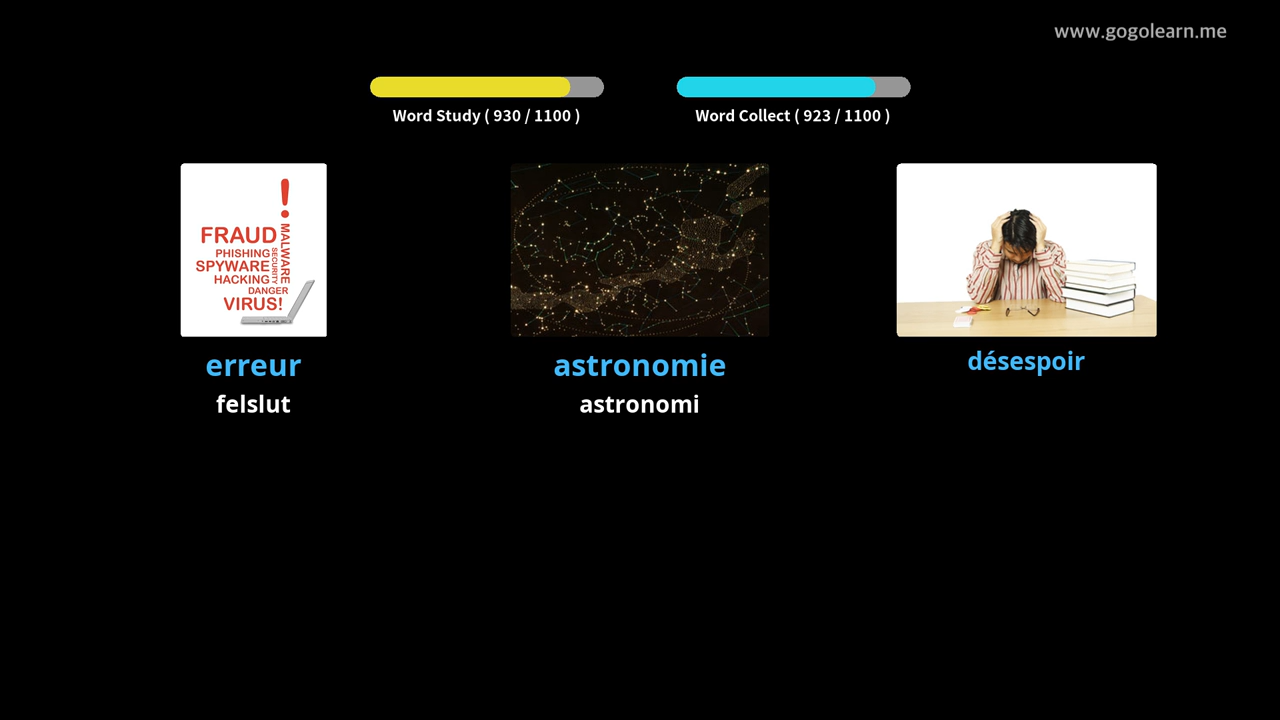 www.gogolearn.me
Word Study ( 930 / 1100 )
Word Collect ( 923 / 1100 )
!
FRAUD
PHISHING
SPYWARE
HACKING
DANGER
VIRUS!
SECURITY
MALWARE
erreur
felslut
astronomie
astronomi
désespoir